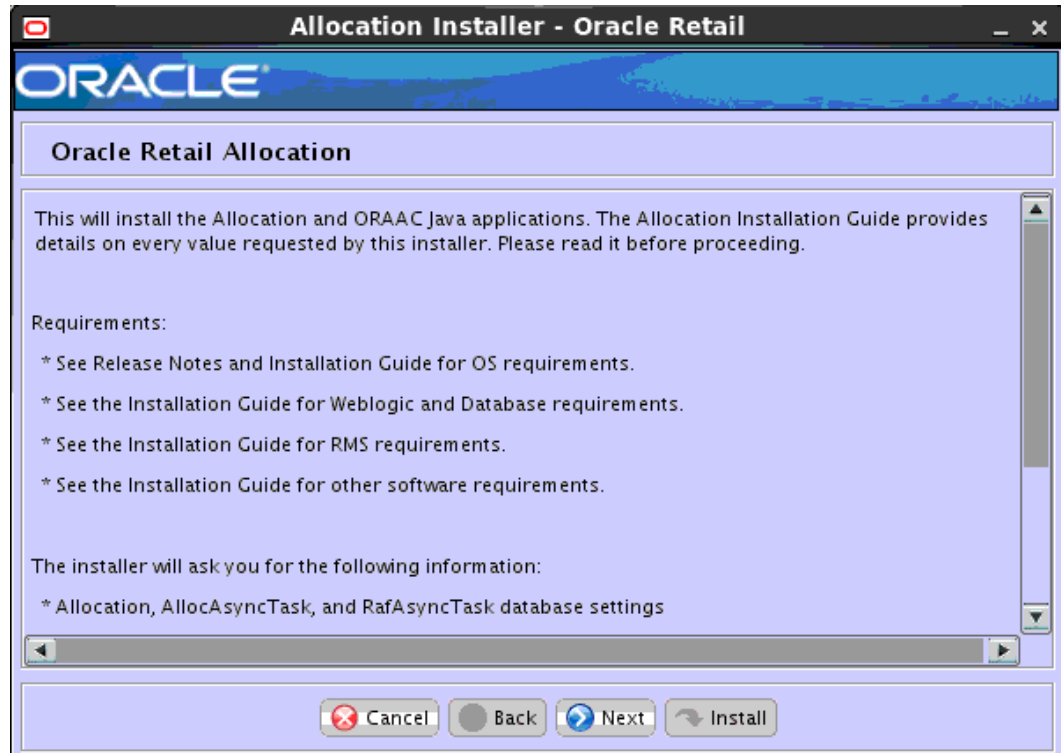 Allocation Installer - Oracle Retail
ORACLE
Oracle Retail Allocation
This will install the Allocation and ORAAC Java applications. The Allocation Installation Guide provides
details on every value requested by this installer. Please read it before proceeding.
Requirements:
* See Release Notes and Installation Guide for OS requirements.
* See the Installation Guide for Weblogic and Database requirements.
* See the Installation Guide for RMS requirements.
* See the Installation Guide for other software requirements.
The installer will ask you for the following information:
* Allocation, AllocAsyncTask, and RafAsyncTask database settings
Cancel Back Next Install